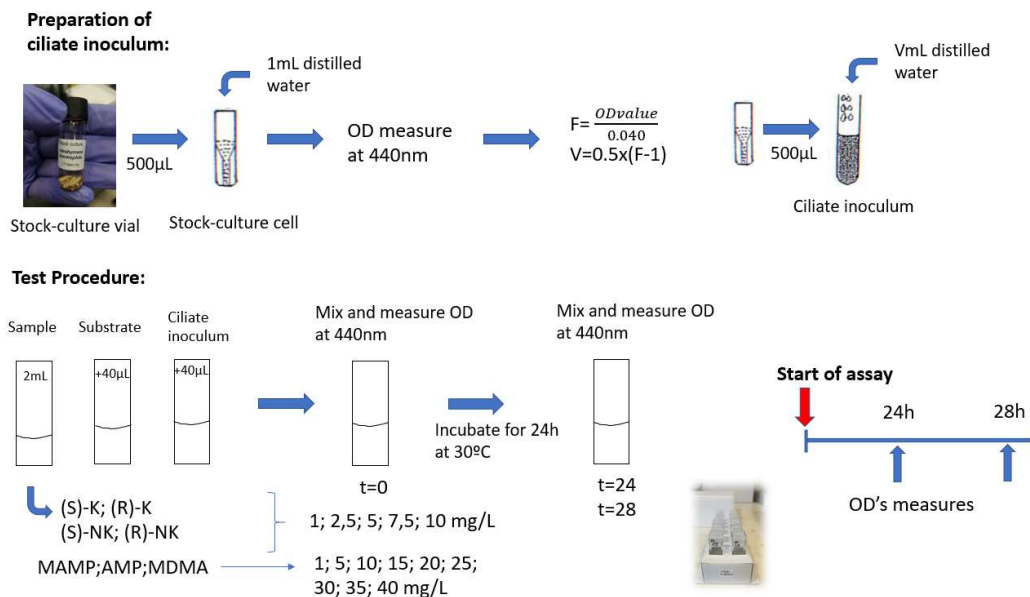 Preparation of
ciliate inoculum:
1mL distilled
water
VmL distilled
water
500µL
OD measure
at 440nm
F= ODvalue
0.040
V=0.5x(F-1)
500µL
Stock-culture vial
Stock-culture cell
Ciliate inoculum
Test Procedure:
Sample
Substrate
Ciliate
inoculum
Mix and measure OD
at 440nm
Mix and measure OD
at 440nm
2mL
+40µL
+40µL
Incubate for 24h
at 30ºC
Start of assay
24h
28h
OD's measures
t=0
t=24
t=28
(S)-K; (R)-K
(S)-NK; (R)-NK
1; 2,5; 5; 7,5; 10 mg/L
MAMP;AMP;MDMA
1; 5; 10; 15; 20; 25;
30; 35; 40 mg/L